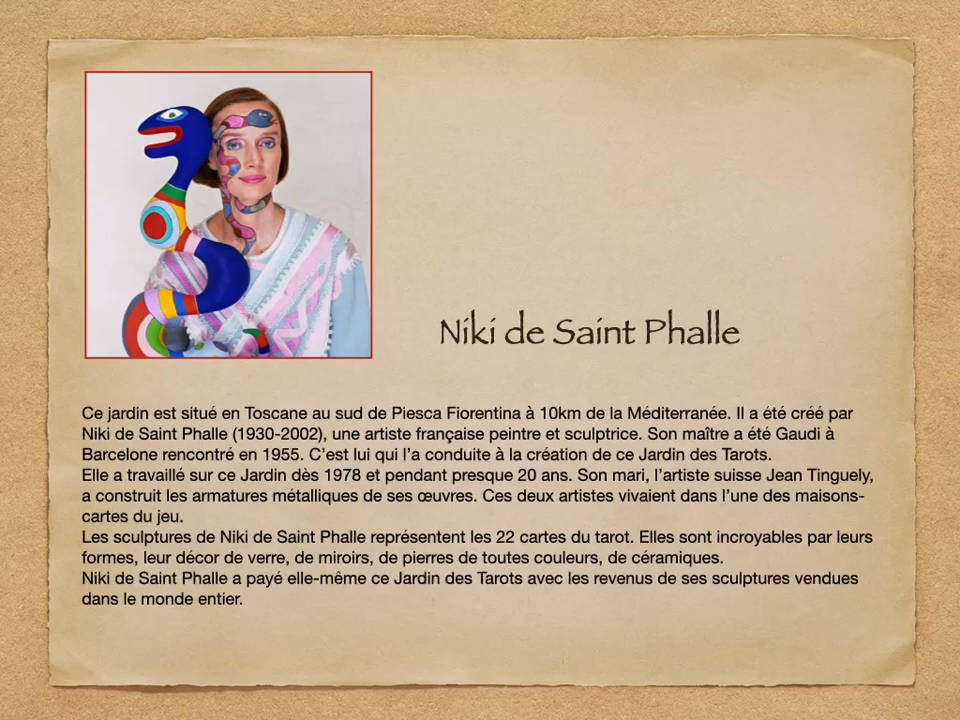 Niki de Saint Phalle
Ce jardin est situé en Toscane au sud de Piesca Fiorentina à 10km de la Méditerranée. Il a été créé par
Niki de Saint Phalle (1930-2002), une artiste française peintre et sculptrice. Son maître a été Gaudi à
Barcelone rencontré en 1955. C’est lui qui l’a conduite à la création de ce Jardin des Tarots.
Elle a travaillé sur ce Jardin dès 1978 et pendant presque 20 ans. Son mari, l’artiste suisse Jean Tinguely,
a construit les armatures métalliques de ses œuvres. Ces deux artistes vivaient dans l’une des maisons-
cartes du jeu.
Les sculptures de Niki de Saint Phalle représentent les 22 cartes du tarot. Elles sont incroyables par leurs
formes, leur décor de verre, de miroirs, de pierres de toutes couleurs, de céramiques.
Niki de Saint Phalle a payé elle-même ce Jardin des Tarots avec les revenus de ses sculptures vendues
dans le monde entier.